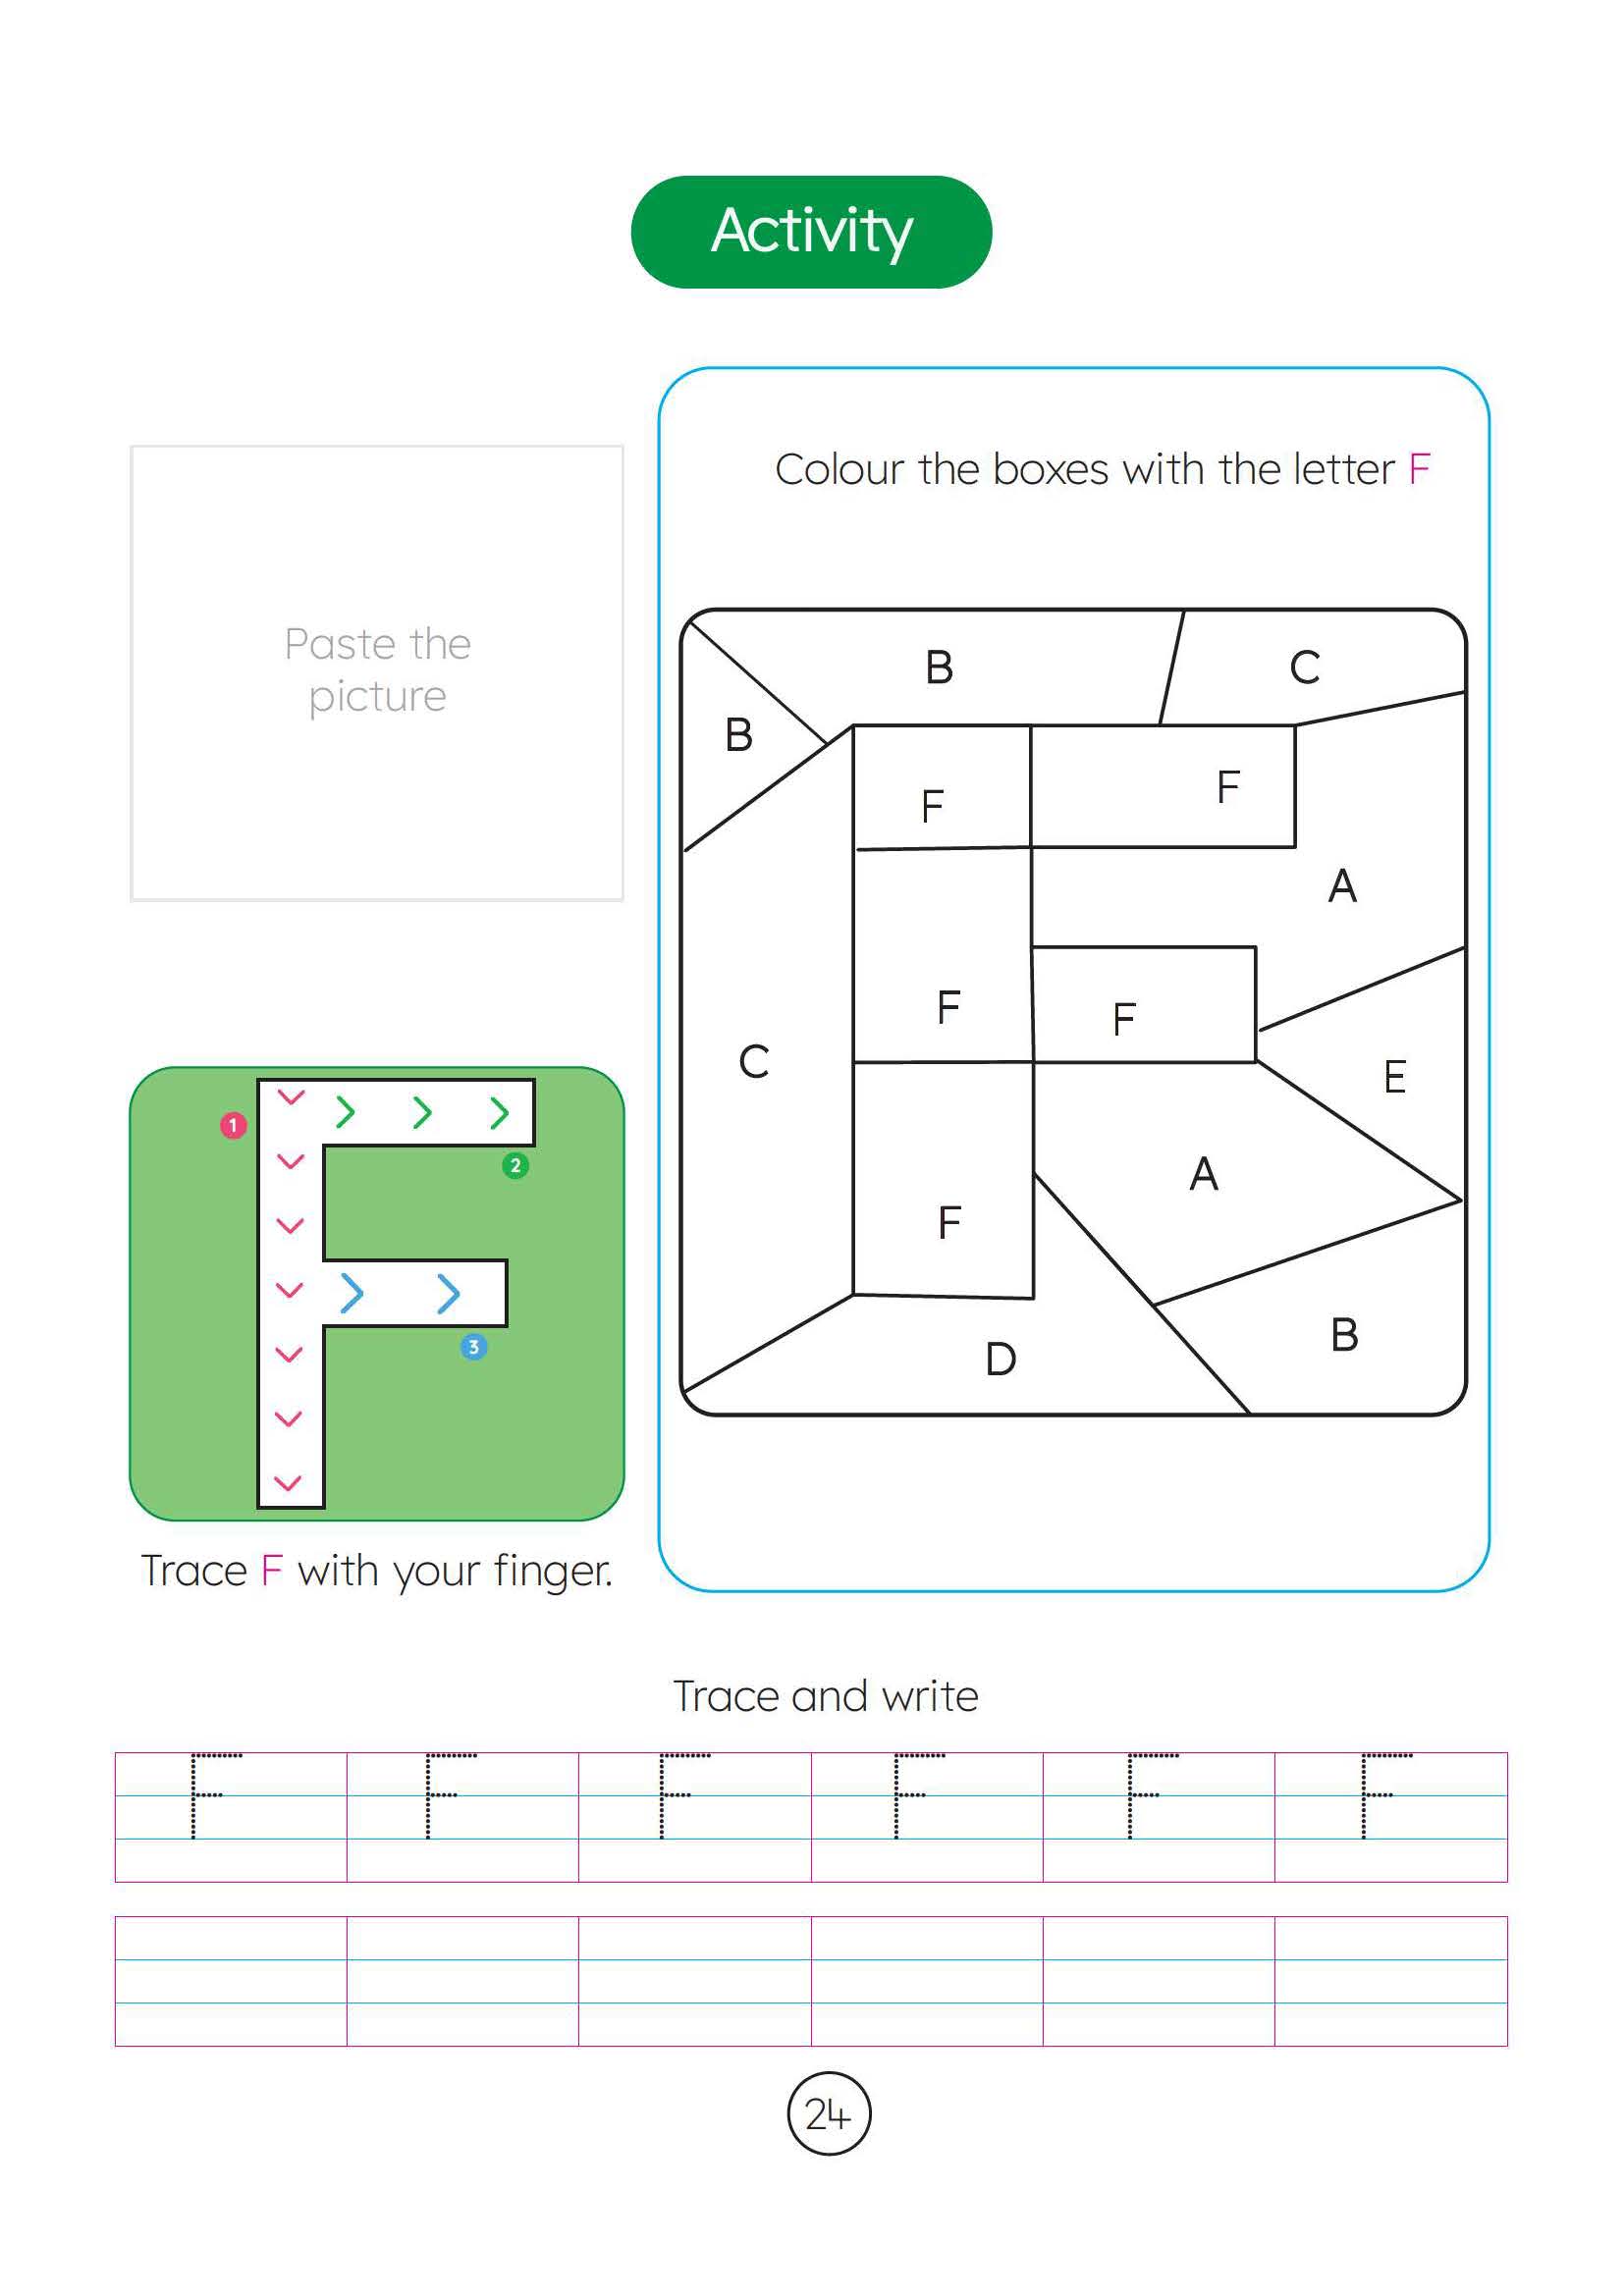 Activity
Paste the
picture
Colour the boxes with the letter F
B
C
B
F
F
A
F
F
C
E
F
A
D
B
1
2
3
Trace F with your finger.
Trace and write
F F F F F F
24